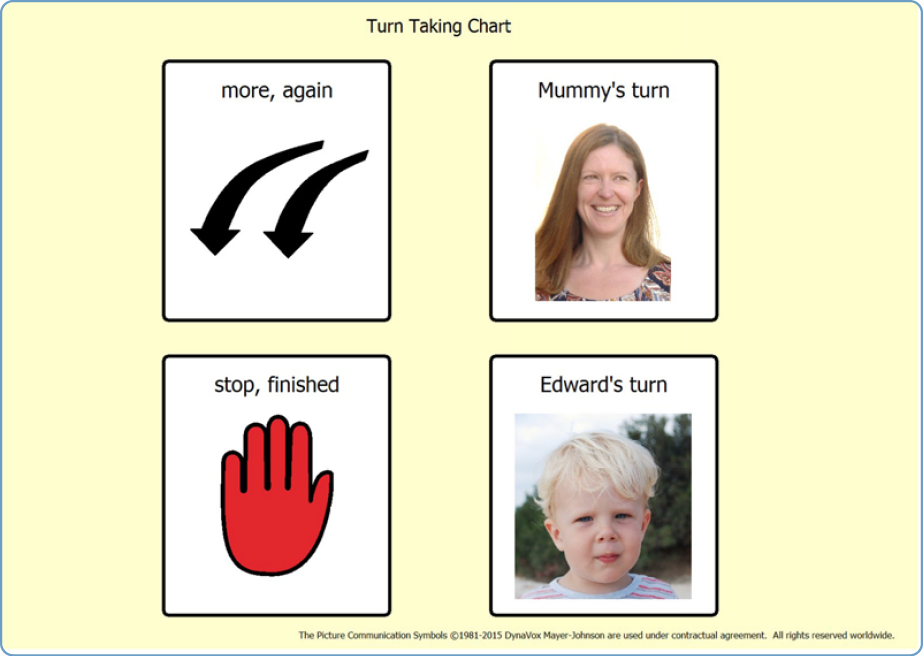 Turn Taking Chart
more, again
Mummy's turn
stop, finished
Edward's turn
The Picture Communication Symbols ©1981-2015 DynaVox Mayer-Johnson are used under contractual agreement. All rights reserved worldwide.